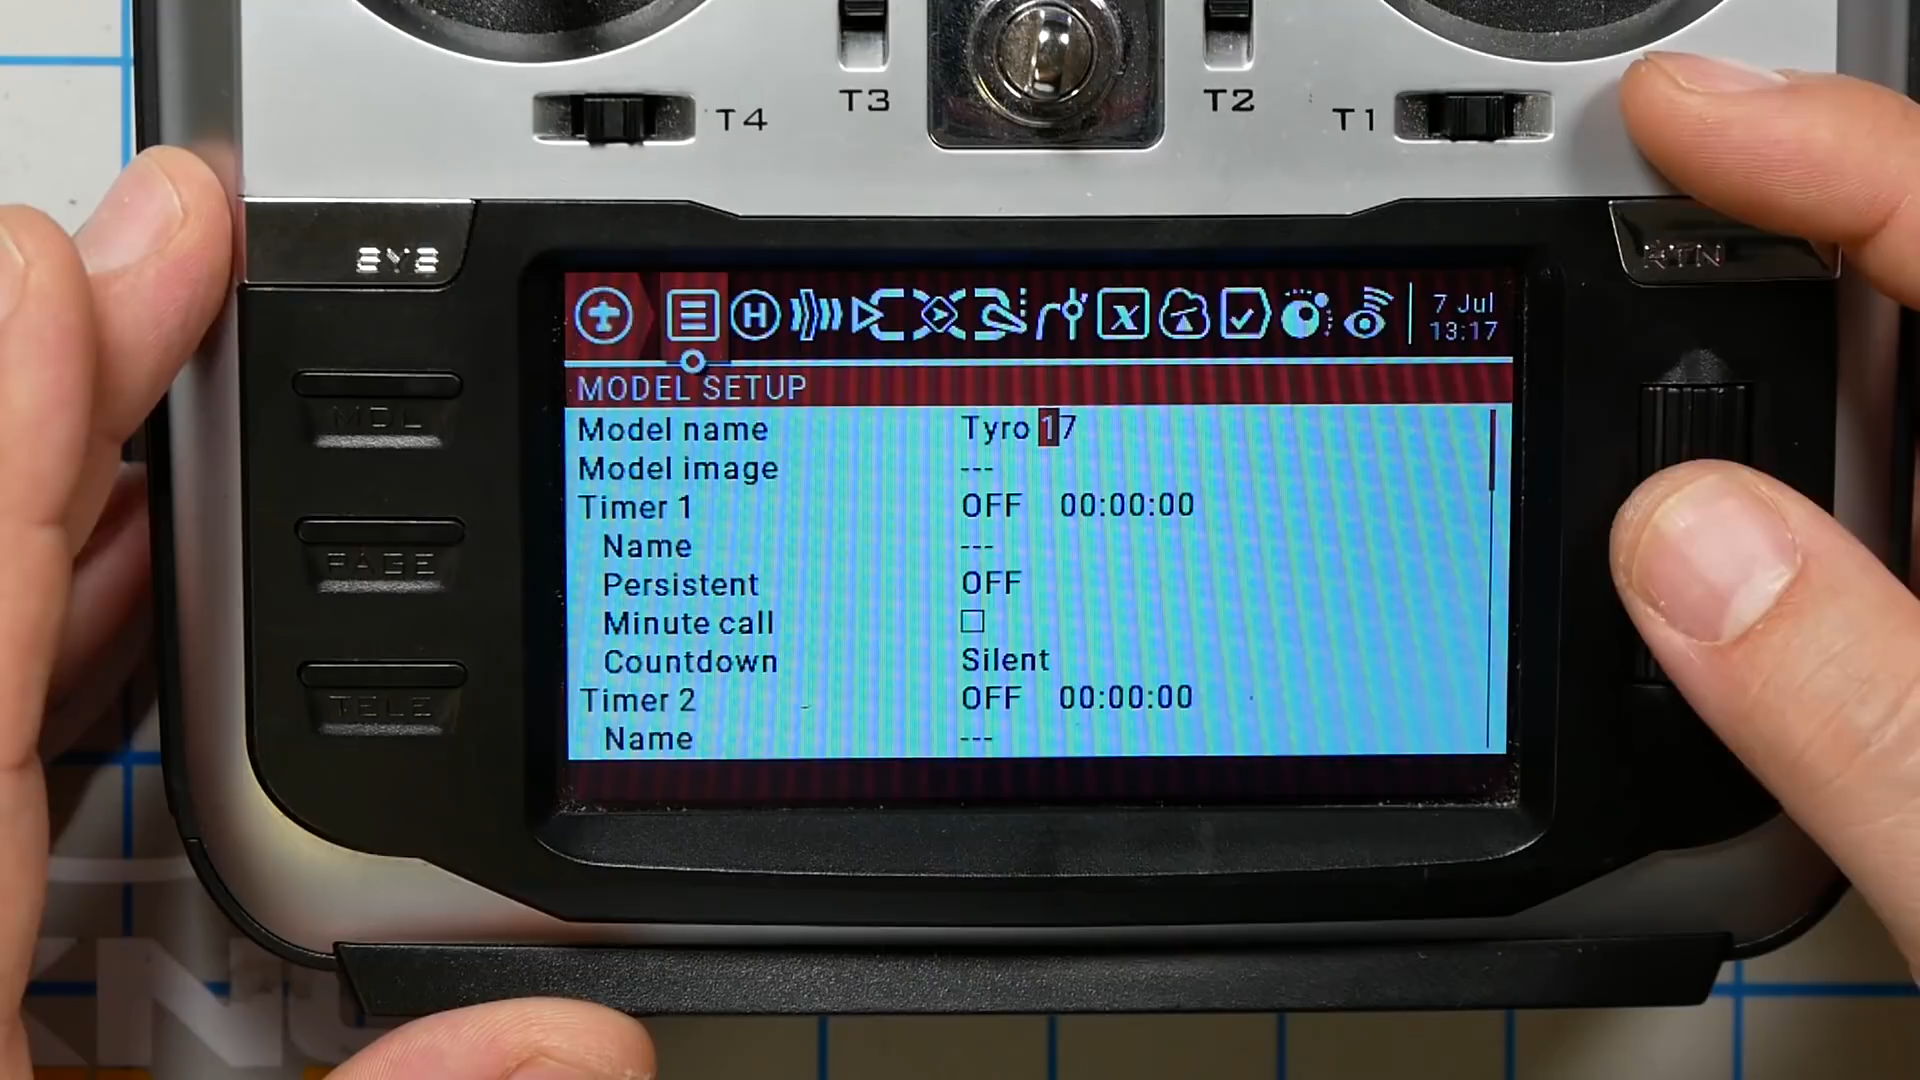 T4
T3
T2
T1
SYS
RTN
MDL
PAGE
TELE
H
x
7 Jul
13:17
MODEL SETUP
Model name Tyro 17
Model image ---
Timer 1 OFF 00:00:00
Name ---
Persistent OFF
Minute call
Countdown Silent
Timer 2 OFF 00:00:00
Name ---